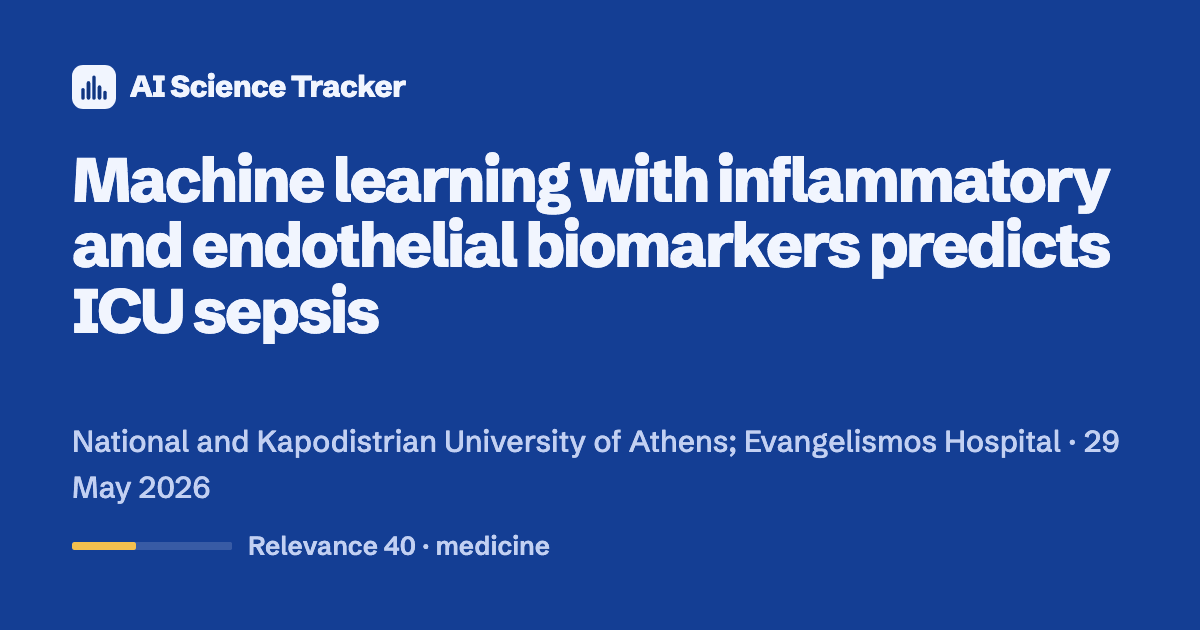 AI Science Tracker
Machine learning with inflammatory
and endothelial biomarkers predicts
ICU sepsis
National and Kapodistrian University of Athens; Evangelismos Hospital · 29
May 2026
Relevance 40 · medicine